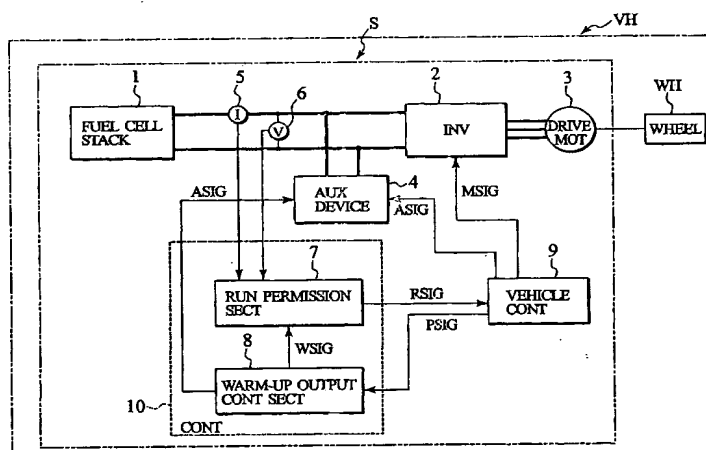 VH
S
1
5
6
2
3
WH
FUEL CELL
STACK
I
V
INV
DRIVE
MOT
WHEEL
4
ASIG
AUX
DEVICE
ASIG
MSIG
7
9
RUN PERMISSION
SECT
RSIG
VEHICLE
CONT
PSIG
8
WSIG
WARM-UP OUTPUT
CONT SECT
10
CONT